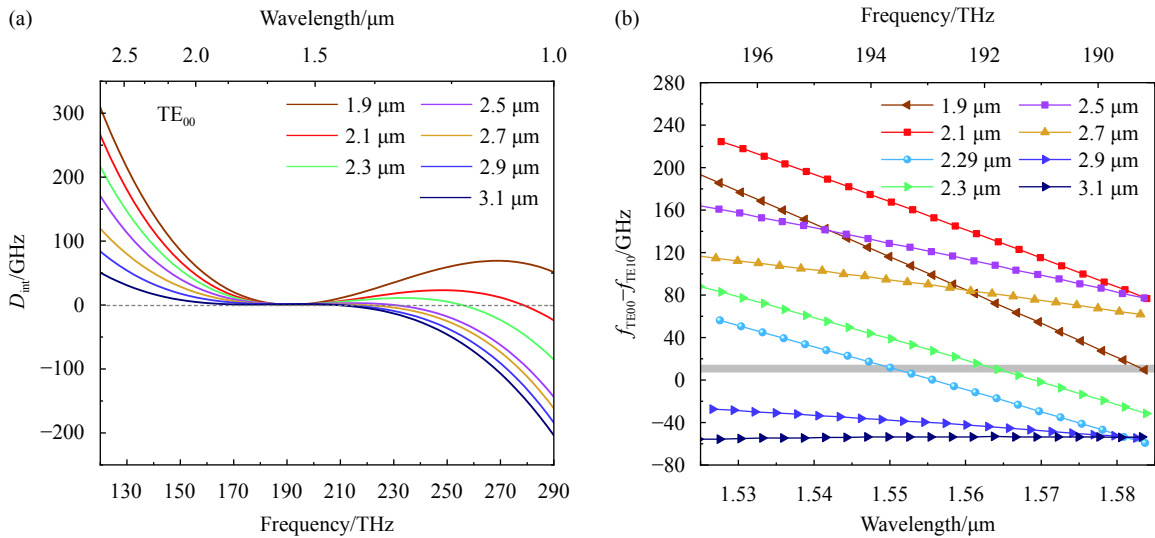 (a)
Wavelength/μm
2.5 2.0 1.5 1.0
TE00
1.9 μm
2.1 μm
2.3 μm
2.5 μm
2.7 μm
2.9 μm
3.1 μm
300
200
100
0
−100
−200
Dint/GHz
130 150 170 190 210 230 250 270 290
Frequency/THz
(b)
Frequency/THz
196 194 192 190
1.9 μm
2.1 μm
2.29 μm
2.3 μm
2.5 μm
2.7 μm
2.9 μm
3.1 μm
280
240
200
160
120
80
40
0
−40
−80
fTE00−fTE10/GHz
1.53 1.54 1.55 1.56 1.57 1.58
Wavelength/μm